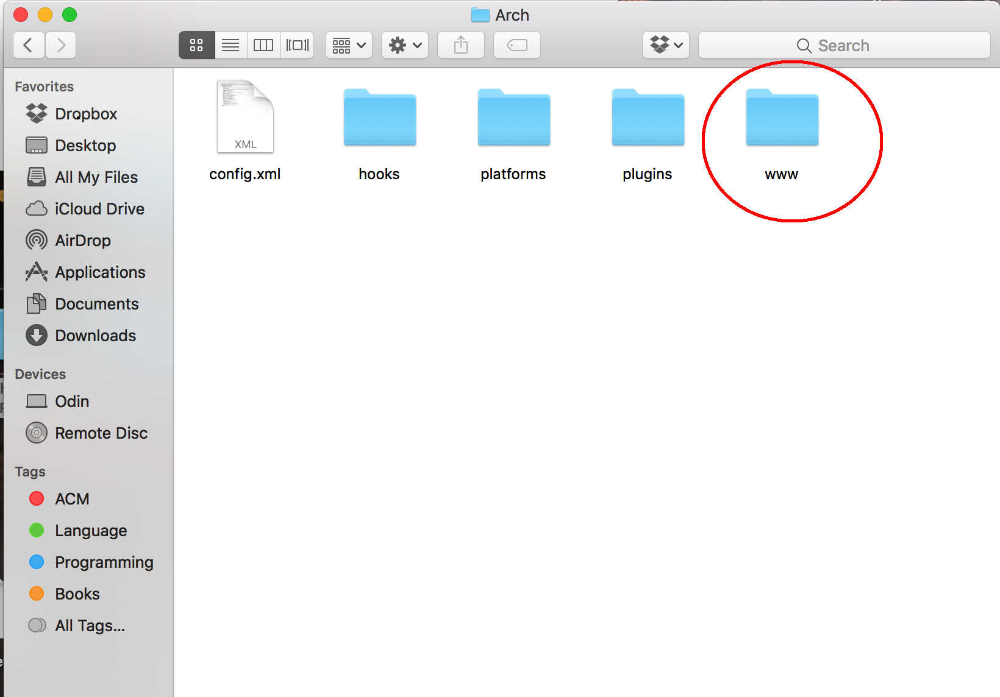 Arch
Search
Favorites
Dropbox
Desktop
All My Files
iCloud Drive
AirDrop
Applications
Documents
Downloads
Devices
Odin
Remote Disc
Tags
ACM
Language
Programming
Books
All Tags...
XML
config.xml
hooks
platforms
plugins
www